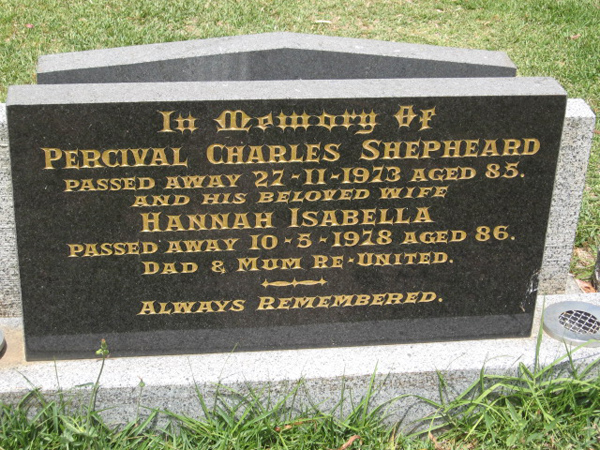 In Memory Of
PERCIVAL CHARLES SHEPHEARD
PASSED AWAY 27-11-1973 AGED 85.
AND HIS BELOVED WIFE
HANNAH ISABELLA
PASSED AWAY 10-5-1978 AGED 86.
DAD & MUM RE-UNITED.
ALWAYS REMEMBERED.